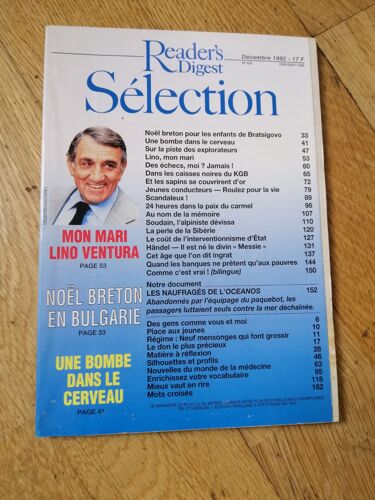 Reader's
Digest
Décembre 1992 - 17 F
Sélection
Noël breton pour les enfants de Bratsigovo 33
Une bombe dans le cerveau 41
Sur la piste des explorateurs 47
Lino, mon mari 53
Des échecs, moi ? Jamais ! 60
Dans les caisses noires du KGB 65
Et les sapins se couvrirent d'or 72
Jeunes conducteurs — Roulez pour la vie 79
Scandaleux ! 89
24 heures dans la paix du carmel 98
Au nom de la mémoire 107
Soudain, l'alpiniste dévissa 110
La perle de la Sibérie 120
Le coût de l'interventionnisme d'État 127
Händel — Il est né le divin « Messie » 131
Cet âge que l'on dit ingrat 137
Quand les banques ne prêtent qu'aux pauvres 144
Comme c'est vrai ! (bilingue) 150
Notre document
LES NAUFRAGÉS DE L'OCEANOS 152
Abandonnés par l'équipage du paquebot, les
passagers luttaient seuls contre la mer déchaînée.
Des gens comme vous et moi 6
Place aux jeunes 10
Régime : Neuf mensonges qui font grossir 11
Le don le plus précieux 17
Matière à réflexion 28
Silhouettes et profils 46
Nouvelles du monde de la médecine 63
Enrichissez votre vocabulaire 95
Mieux vaut en rire 118
Mots croisés 182
MON MARI
LINO VENTURA
PAGE 53
NOËL BRETON
EN BULGARIE
PAGE 33
UNE BOMBE
DANS LE
CERVEAU
PAGE 41